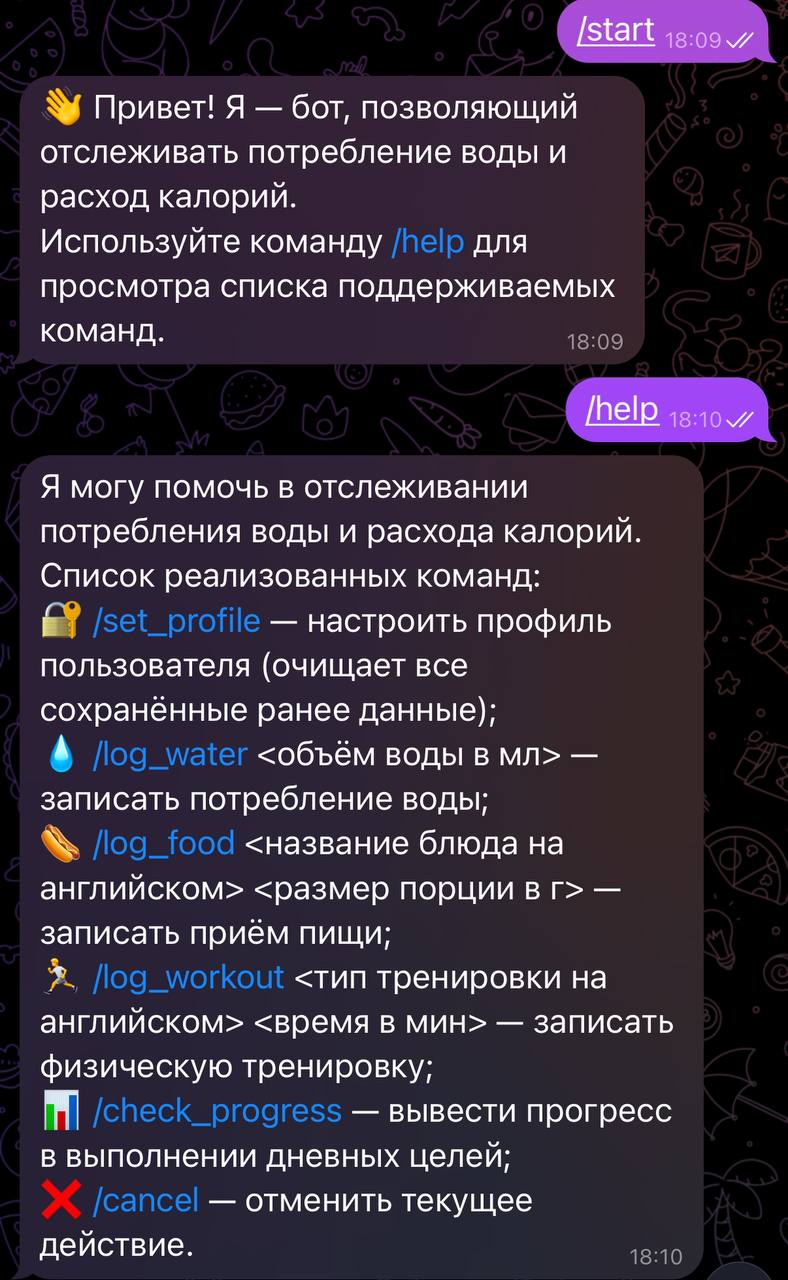 /start 18:09
👋 Привет! Я — бот, позволяющий
отслеживать потребление воды и
расход калорий.
Используйте команду /help для
просмотра списка поддерживаемых
команд.
18:09
/help 18:10
Я могу помочь в отслеживании
потребления воды и расхода калорий.
Список реализованных команд:
🔐 /set_profile — настроить профиль
пользователя (очищает все
сохранённые ранее данные);
💧 /log_water <объём воды в мл> —
записать потребление воды;
🌭 /log_food <название блюда на
английском> <размер порции в г> —
записать приём пищи;
🏃 /log_workout <тип тренировки на
английском> <время в мин> — записать
физическую тренировку;
📊 /check_progress — вывести прогресс
в выполнении дневных целей;
❌ /cancel — отменить текущее
действие.
18:10